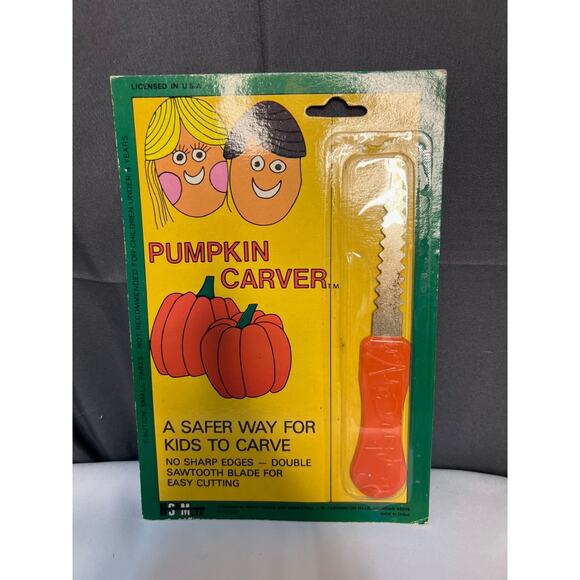 LICENSED IN U.S.A.
CAUTION: SMALL PARTS. NOT RECOMMENDED FOR CHILDREN UNDER YEARS
PUMPKIN
CARVER TM
A SAFER WAY FOR
KIDS TO CARVE
NO SHARP EDGES — DOUBLE
SAWTOOTH BLADE FOR
EASY CUTTING
S M
MADE IN CHINA